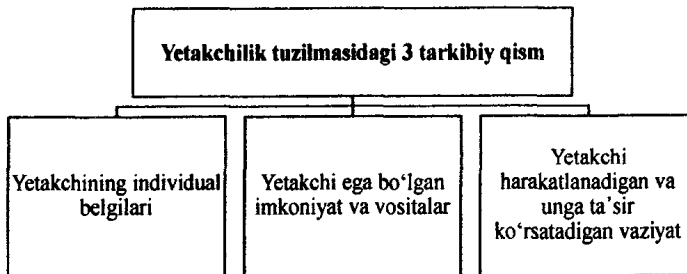 Yetakchilik tuzilmasidagi 3 tarkibiy qism
Yetakchining individual
belgilari
Yetakchi ega bo‘lgan
imkoniyat va vositalar
Yetakchi
harakatlanadigan va
unga ta’sir
ko‘rsatadigan vaziyat